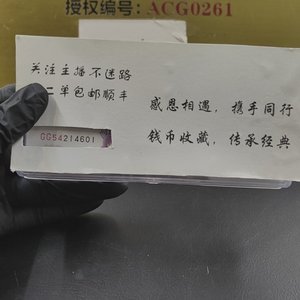 授权编号：ACG0261
关注主播不迷路
二单包邮顺丰
GG54214601
感恩相遇，携手同行
钱币收藏，传承经典